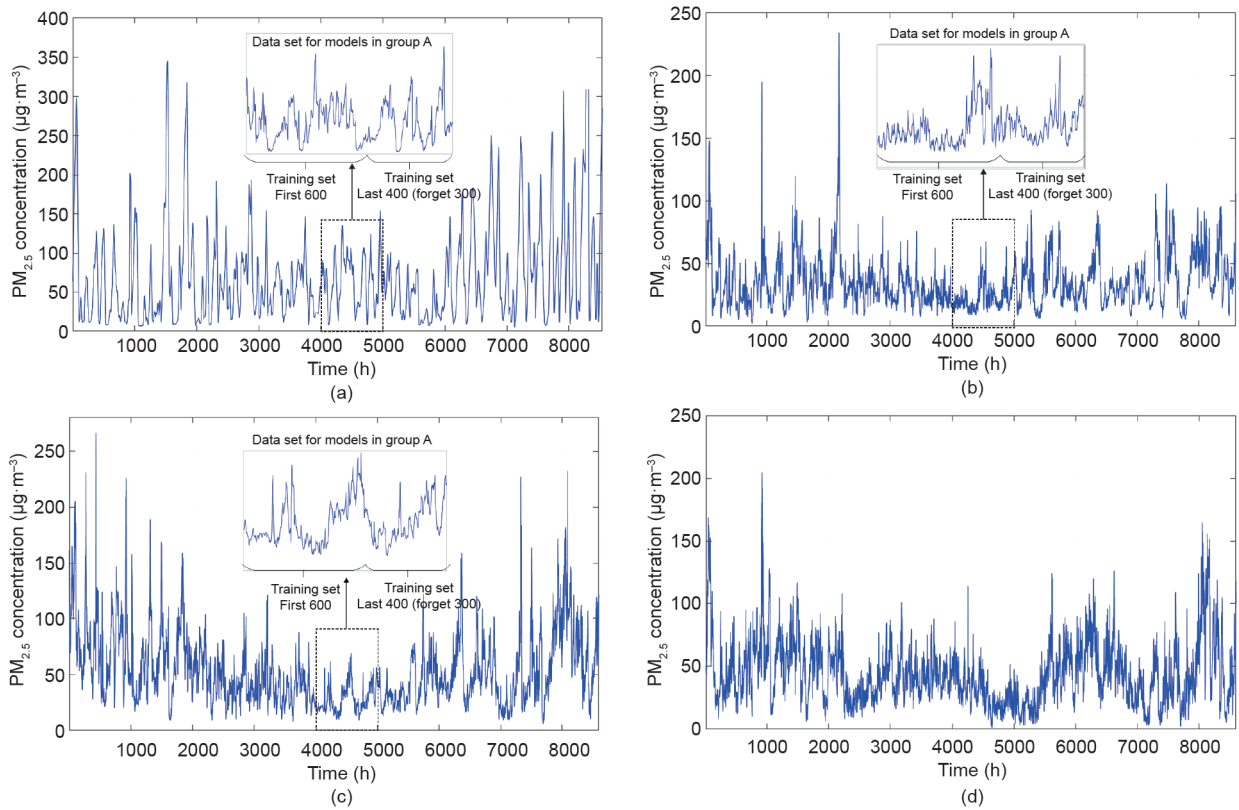 400
350
300
250
200
150
100
50
0
PM2.5 concentration (µg·m−3)
Data set for models in group A
Training set
First 600
Training set
Last 400 (forget 300)
1000 2000 3000 4000 5000 6000 7000 8000
Time (h)
(a)
250
200
150
100
50
0
PM2.5 concentration (µg·m−3)
Data set for models in group A
Training set
First 600
Training set
Last 400 (forget 300)
1000 2000 3000 4000 5000 6000 7000 8000
Time (h)
(b)
250
200
150
100
50
0
PM2.5 concentration (µg·m−3)
Data set for models in group A
Training set
First 600
Training set
Last 400 (forget 300)
1000 2000 3000 4000 5000 6000 7000 8000
Time (h)
(c)
250
200
150
100
50
0
PM2.5 concentration (µg·m−3)
1000 2000 3000 4000 5000 6000 7000 8000
Time (h)
(d)